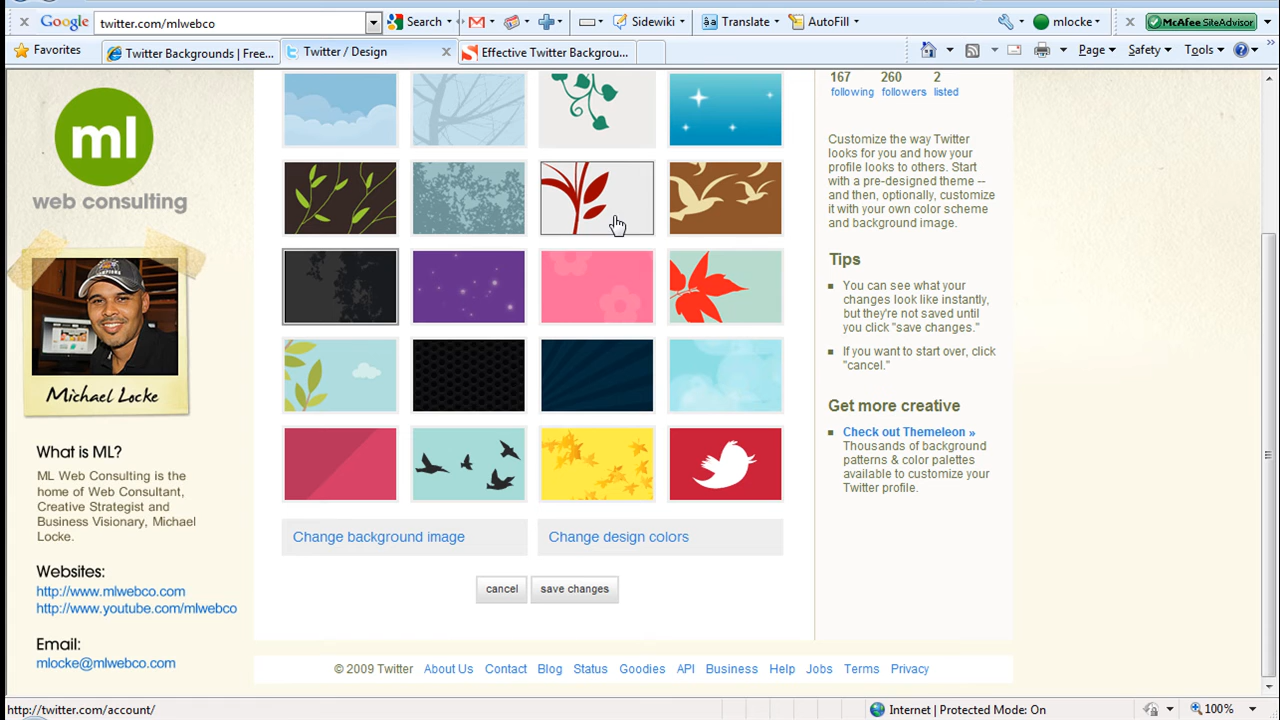 Google
twitter.com/mlwebco
Search
Sidewiki
Translate
AutoFill
mlocke
McAfee SiteAdvisor
Favorites
Twitter Backgrounds | Free...
Twitter / Design
Effective Twitter Backgrou...
Page
Safety
Tools
ml
web consulting
Michael Locke
What is ML?
ML Web Consulting is the
home of Web Consultant,
Creative Strategist and
Business Visionary, Michael
Locke.
Websites:
http://www.mlwebco.com
http://www.youtube.com/mlwebco
Email:
mlocke@mlwebco.com
Change background image
Change design colors
cancel
save changes
167 260 2
following followers listed
Customize the way Twitter
looks for you and how your
profile looks to others. Start
with a pre-designed theme --
and then, optionally, customize
it with your own color scheme
and background image.
Tips
You can see what your
changes look like instantly,
but they're not saved until
you click "save changes."
If you want to start over, click
"cancel."
Get more creative
Check out Themeleon »
Thousands of background
patterns & color palettes
available to customize your
Twitter profile.
© 2009 Twitter About Us Contact Blog Status Goodies API Business Help Jobs Terms Privacy
http://twitter.com/account/
Internet | Protected Mode: On
100%